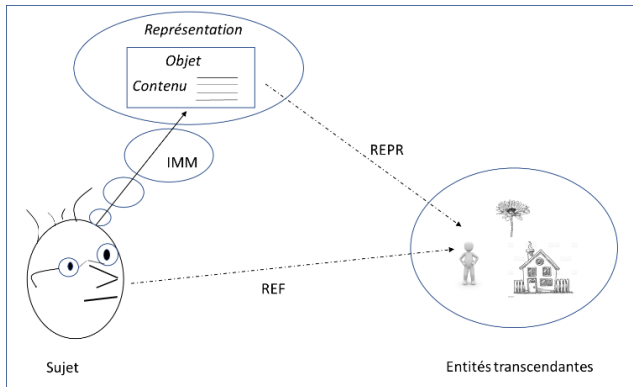 Représentation
Objet
Contenu
IMM
REPR
REF
Sujet
Entités transcendantes